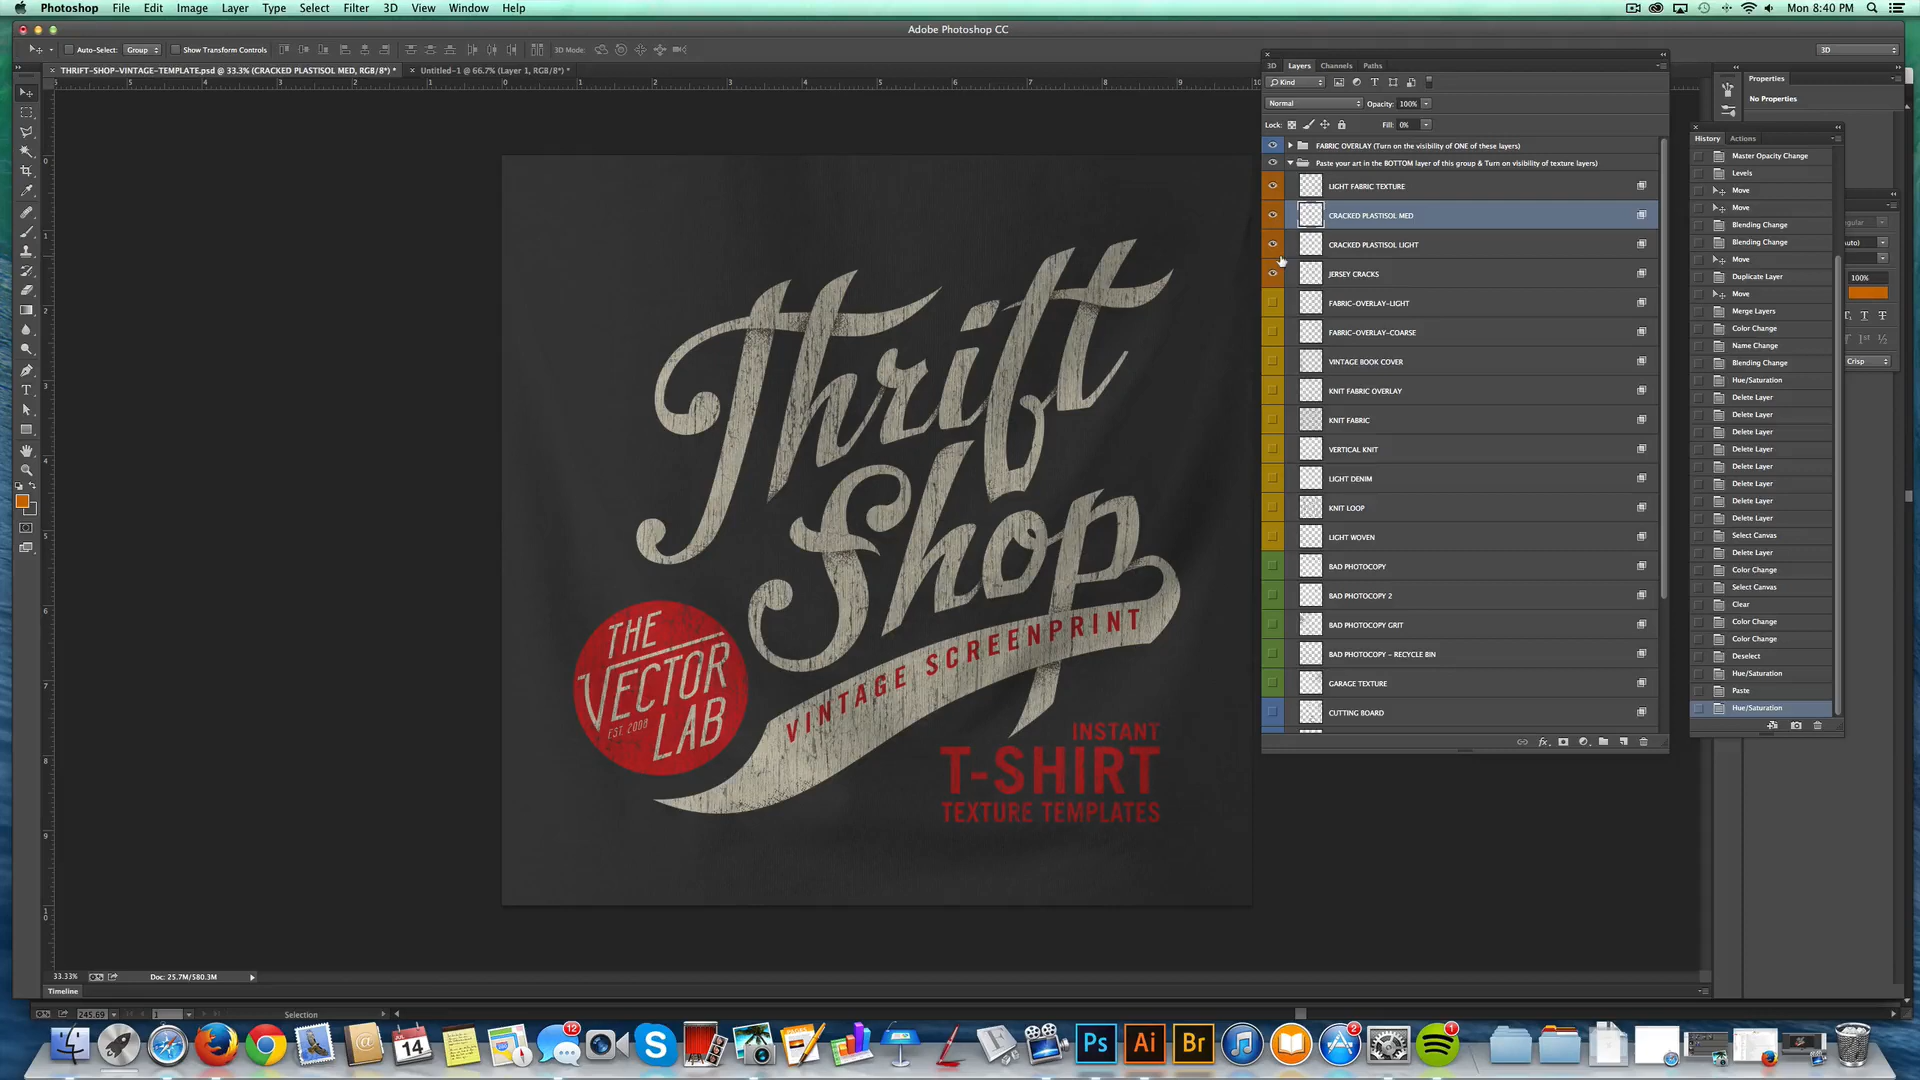 Photoshop File Edit Image Layer Type Select Filter 3D View Window Help
Mon 8:40 PM
Adobe Photoshop CC
Auto-Select: Group Show Transform Controls 3D Mode: 3D
THRIFT-SHOP-VINTAGE-TEMPLATE.psd @ 33.3% (CRACKED PLASTISOL MED, RGB/8*) *
Untitled-1 @ 66.7% (Layer 1, RGB/8*) *
3D Layers Channels Paths
Kind
Normal Opacity: 100%
Lock: Fill: 0%
FABRIC OVERLAY (Turn on the visibility of ONE of these layers)
Paste your art in the BOTTOM layer of this group & Turn on visibility of texture layers)
LIGHT FABRIC TEXTURE
CRACKED PLASTISOL MED
CRACKED PLASTISOL LIGHT
JERSEY CRACKS
FABRIC-OVERLAY-LIGHT
FABRIC-OVERLAY-COARSE
VINTAGE BOOK COVER
KNIT FABRIC OVERLAY
KNIT FABRIC
VERTICAL KNIT
LIGHT DENIM
KNIT LOOP
LIGHT WOVEN
BAD PHOTOCOPY
BAD PHOTOCOPY 2
BAD PHOTOCOPY GRIT
BAD PHOTOCOPY - RECYCLE BIN
GARAGE TEXTURE
CUTTING BOARD
Properties
No Properties
History Actions
Master Opacity Change
Levels
Move
Move
Blending Change
Blending Change
Move
Duplicate Layer
Move
Merge Layers
Color Change
Name Change
Blending Change
Hue/Saturation
Delete Layer
Delete Layer
Delete Layer
Delete Layer
Delete Layer
Delete Layer
Delete Layer
Delete Layer
Select Canvas
Delete Layer
Color Change
Select Canvas
Clear
Color Change
Color Change
Deselect
Hue/Saturation
Paste
Hue/Saturation
100%
Crisp
Thrift
Shop
VINTAGE SCREENPRINT
THE
VECTOR
EST. 2008
LAB
INSTANT
T-SHIRT
TEXTURE TEMPLATES
33.33% Doc: 25.7M/580.3M
Timeline
245.69 1 Selection
JUL
14
12
Ps Ai Br
2
1